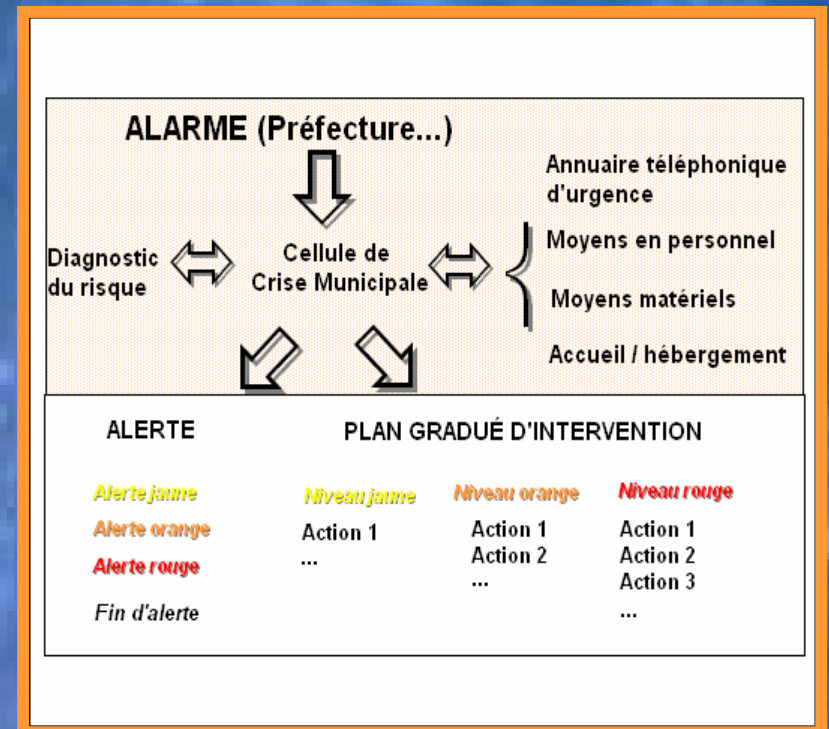 ALARME (Préfecture...)
Annuaire téléphonique
d'urgence
Diagnostic
du risque
Cellule de
Crise Municipale
Moyens en personnel
Moyens matériels
Accueil / hébergement
ALERTE
Alerte jaune
Alerte orange
Alerte rouge
Fin d'alerte
PLAN GRADUÉ D'INTERVENTION
Niveau jaune
Action 1
...
Niveau orange
Action 1
Action 2
...
Niveau rouge
Action 1
Action 2
Action 3
...